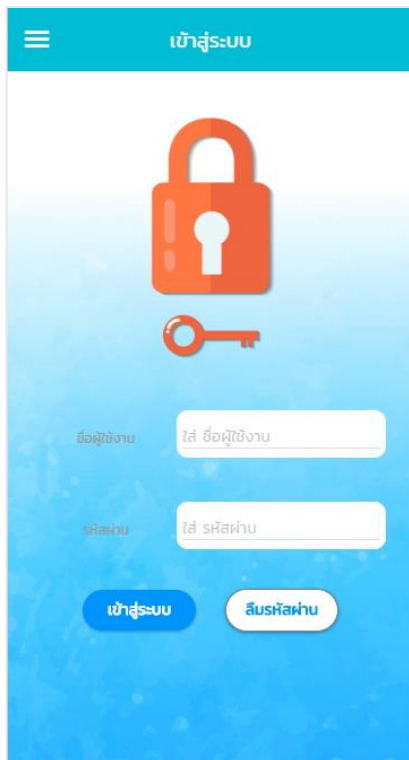 เข้าสู่ระบบ
ชื่อผู้ใช้งาน
ใส่ ชื่อผู้ใช้งาน
รหัสผ่าน
ใส่ รหัสผ่าน
เข้าสู่ระบบ
ลืมรหัสผ่าน